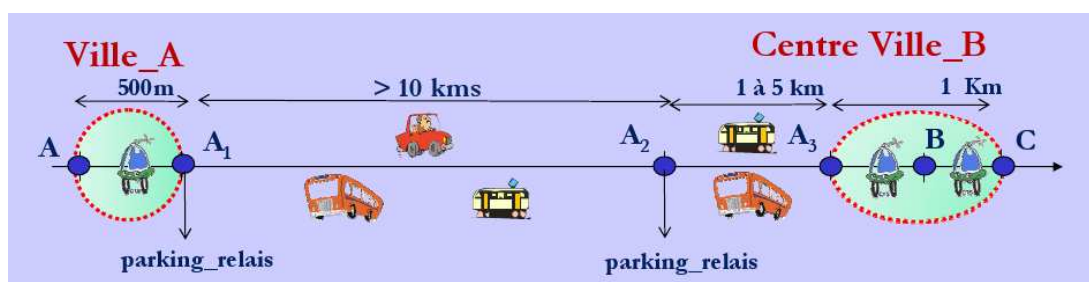 Ville_A
Centre Ville_B
500m
> 10 kms
1 à 5 km
1 Km
A
A1
A2
A3
B
C
parking_relais
parking_relais